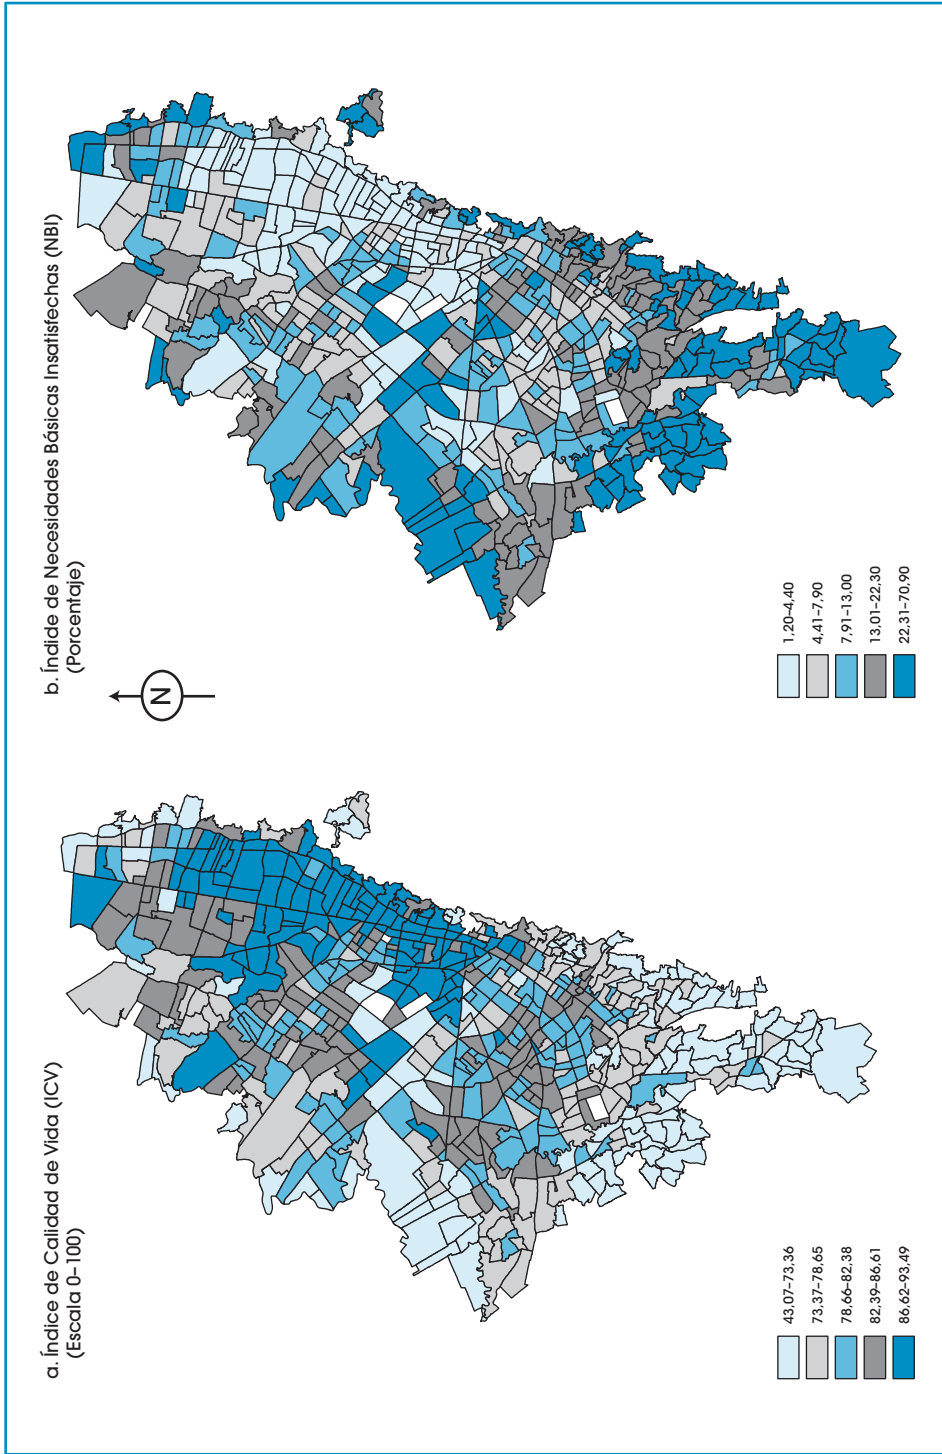 a. Índice de Calidad de Vida (ICV)
(Escala 0-100)
43,07-73,36
73,37-78,65
78,66-82,38
82,39-86,61
86,62-93,49
N
b. Índide de Necesidades Básicas Insatisfechas (NBI)
(Porcentaje)
1,20-4,40
4,41-7,90
7,91-13,00
13,01-22,30
22,31-70,90